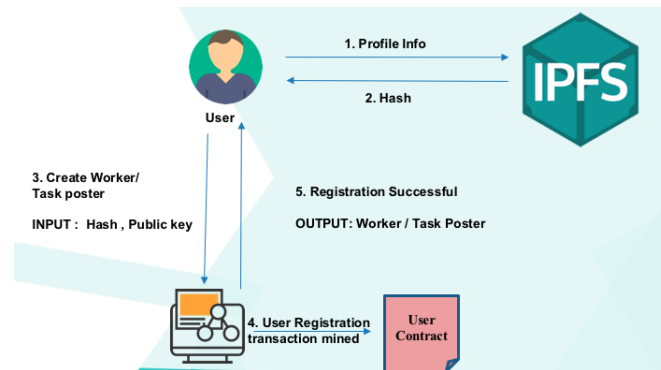 1. Profile Info
IPFS
2. Hash
User
3. Create Worker/
Task poster
INPUT : Hash , Public key
5. Registration Successful
OUTPUT: Worker / Task Poster
4. User Registration
transaction mined
User
Contract